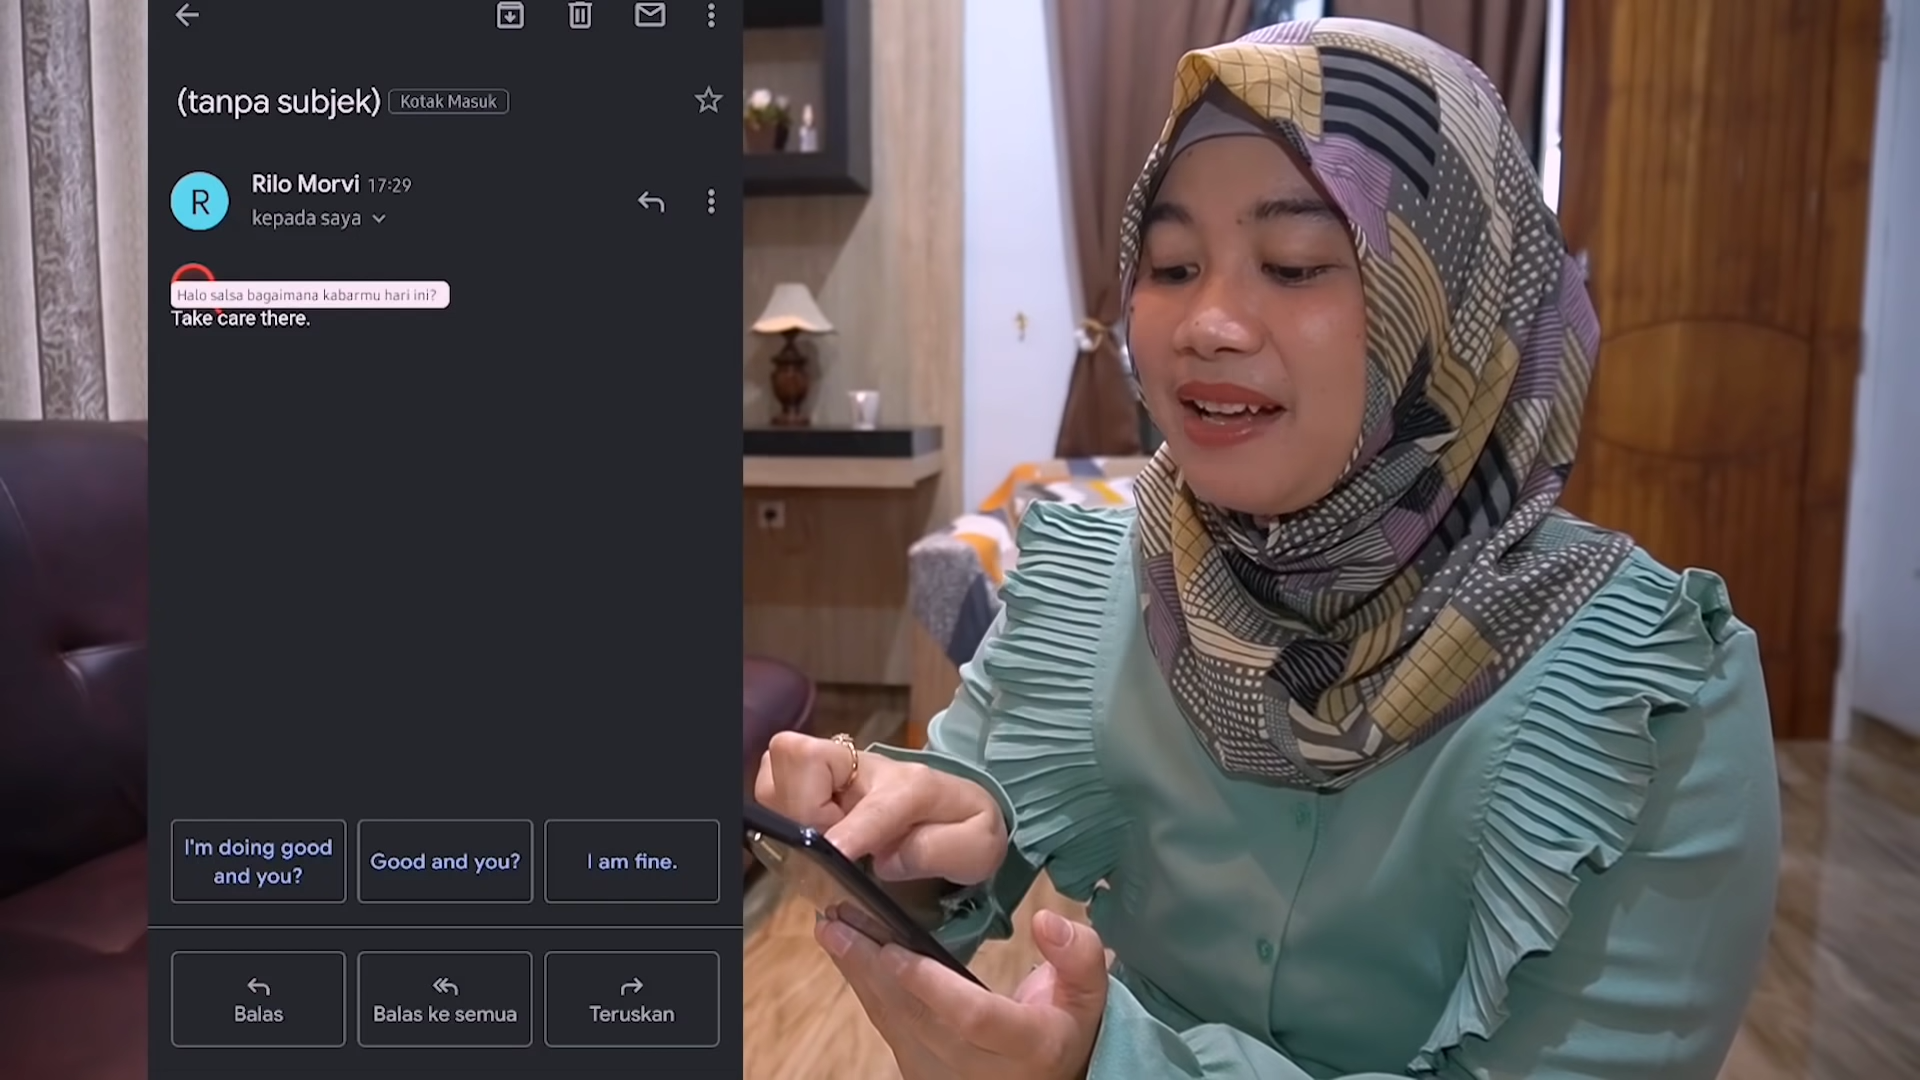 (tanpa subjek) Kotak Masuk
R
Rilo Morvi 17:29
kepada saya
Halo salsa bagaimana kabarmu hari ini?
Take care there.
I'm doing good
and you?
Good and you?
I am fine.
Balas
Balas ke semua
Teruskan